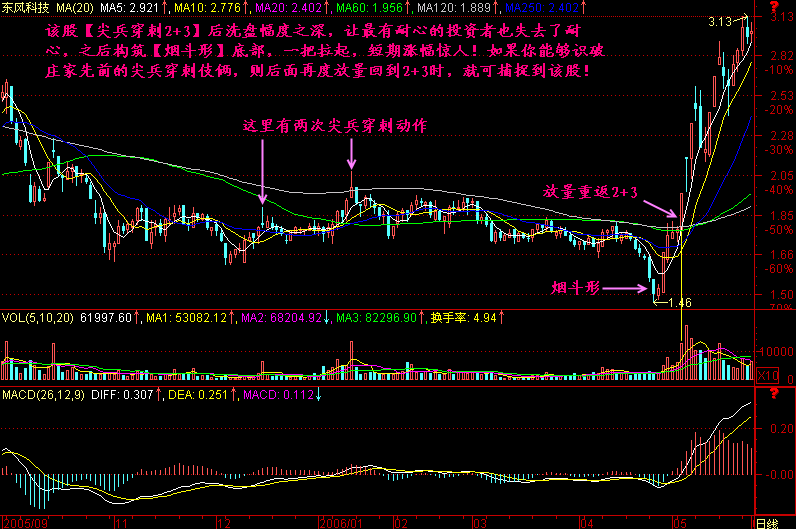 东风科技 MA(20) MA5: 2.921↑, MA10: 2.776↑, MA20: 2.402↑, MA60: 1.956↑, MA120: 1.889↑, MA250: 2.402↑
该股【尖兵穿刺2+3】后洗盘幅度之深,让最有耐心的投资者也失去了耐
心。之后构筑【烟斗形】底部,一把拉起,短期涨幅惊人!如果你能够识破
庄家先前的尖兵穿刺伎俩,则后面再度放量回到2+3时,就可捕捉到该股!
3.13
3.13
2.82
-10%
2.53
-20%
2.28
-30%
这里有两次尖兵穿刺动作
2.05
-40%
放量重返2+3
1.85
-50%
1.66
-60%
烟斗形
1.50
1.46
-70%
VOL(5,10,20) 61997.60↑, MA1: 53082.12↑, MA2: 68204.92↓, MA3: 82296.90↑, 换手率: 4.94↑
10000
X10
MACD(26,12,9) DIFF: 0.307↑, DEA: 0.251↑, MACD: 0.112↓
0.20
-0.00
2005/09
11
12
2006/01
02
03
04
05
日线